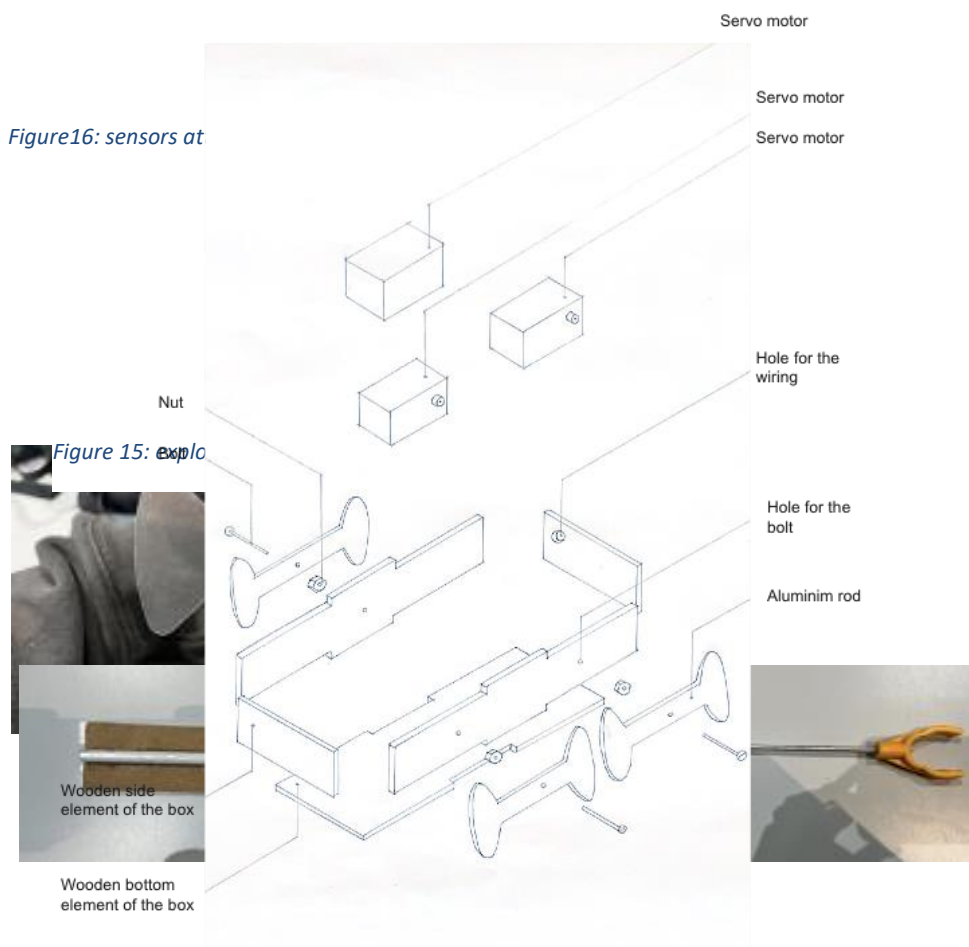 Servo motor
Servo motor
Figure16: sensors at
Servo motor
Hole for the
wiring
Nut
Figure 15: explo
Bolt
Hole for the
bolt
Aluminim rod
Wooden side
element of the box
Wooden bottom
element of the box